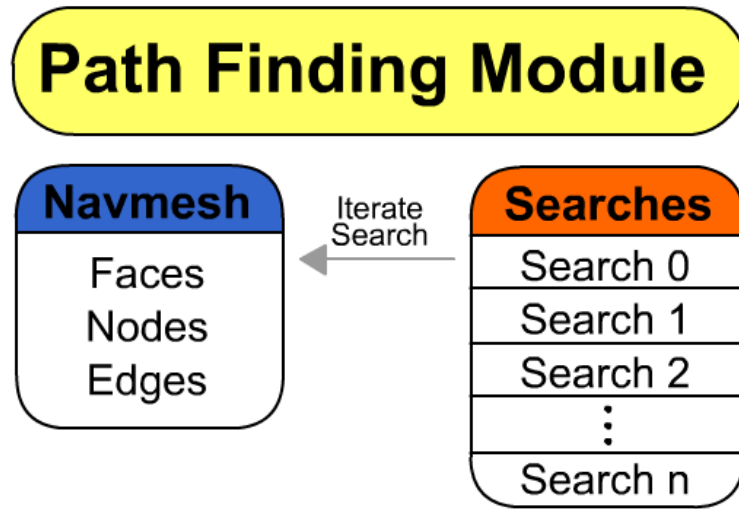 Path Finding Module
Navmesh
Faces
Nodes
Edges
Iterate
Search
Searches
Search 0
Search 1
Search 2
⋮
Search n